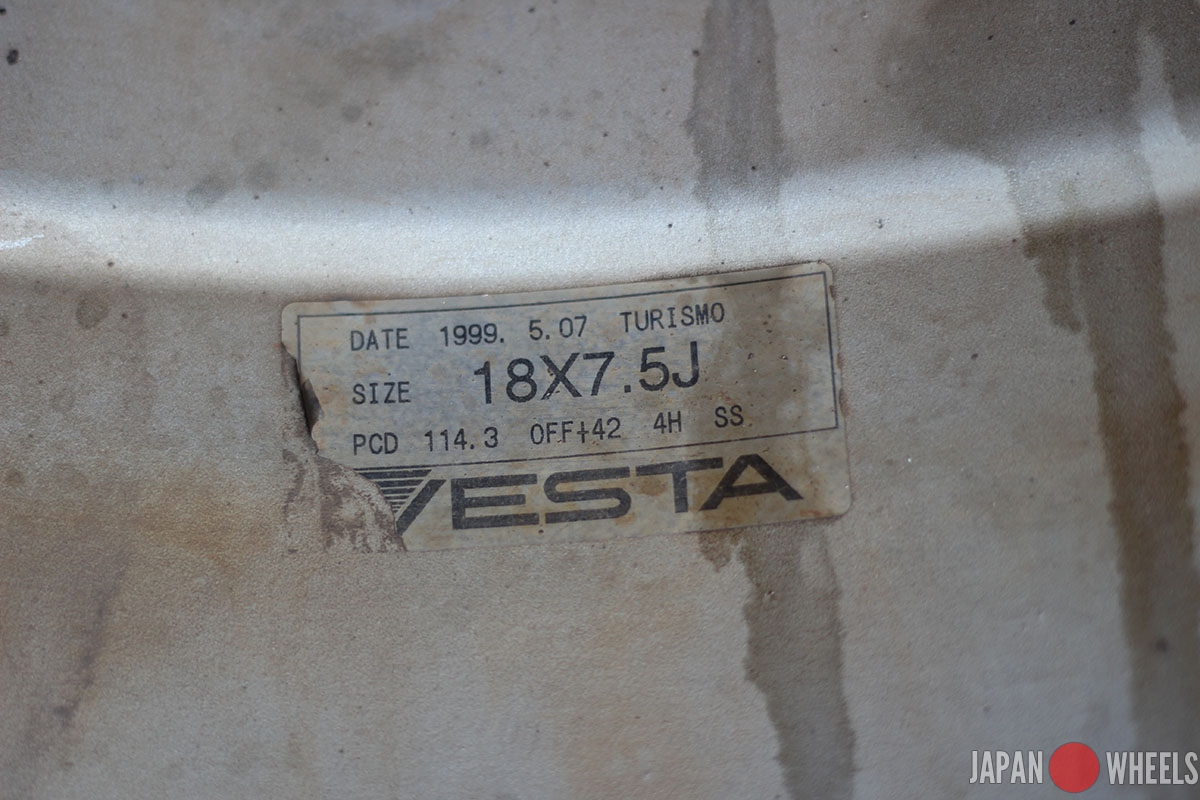 DATE 1999. 5.07 TURISMO
SIZE 18X7.5J
PCD 114.3 OFF+42 4H SS
VESTA
JAPAN WHEELS